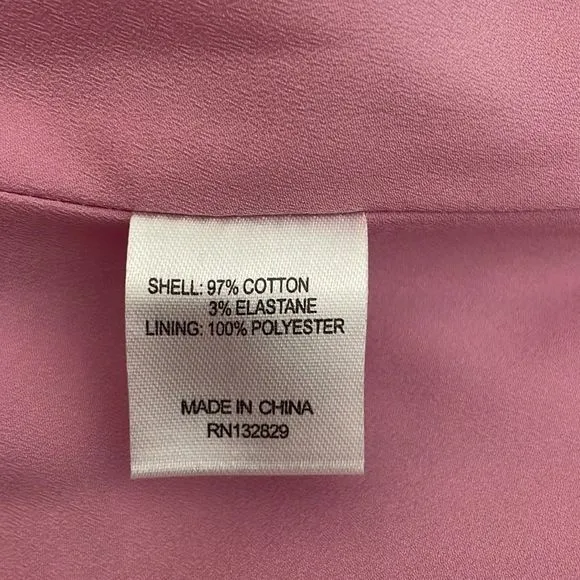 SHELL: 97% COTTON
3% ELASTANE
LINING: 100% POLYESTER
MADE IN CHINA
RN132829